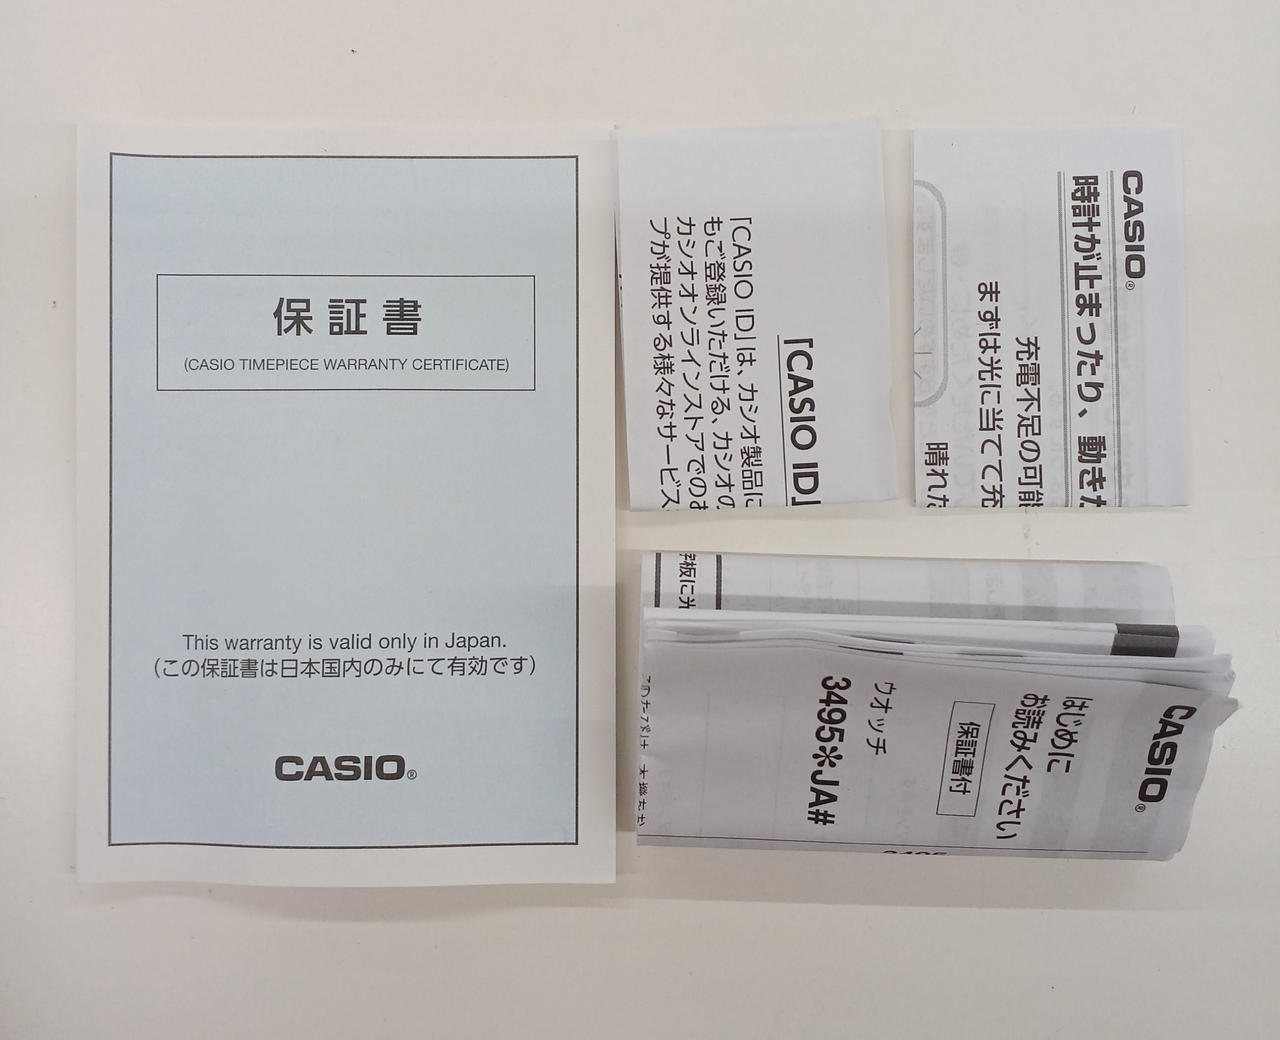 保証書
(CASIO TIMEPIECE WARRANTY CERTIFICATE)
This warranty is valid only in Japan.
(この保証書は日本国内のみにて有効です)
CASIO®
「CASIO ID」
「CASIO ID」は、カシオ製品に
もご登録いただける、カシオの
カシオオンラインストアでのお
プが提供する様々なサービス
CASIO®
時計が止まったり、動きた
充電不足の可能
まずは光に当てて充
晴れた
字板に光
CASIO®
はじめに
お読みください
保証書付
ウオッチ
3495※JA#